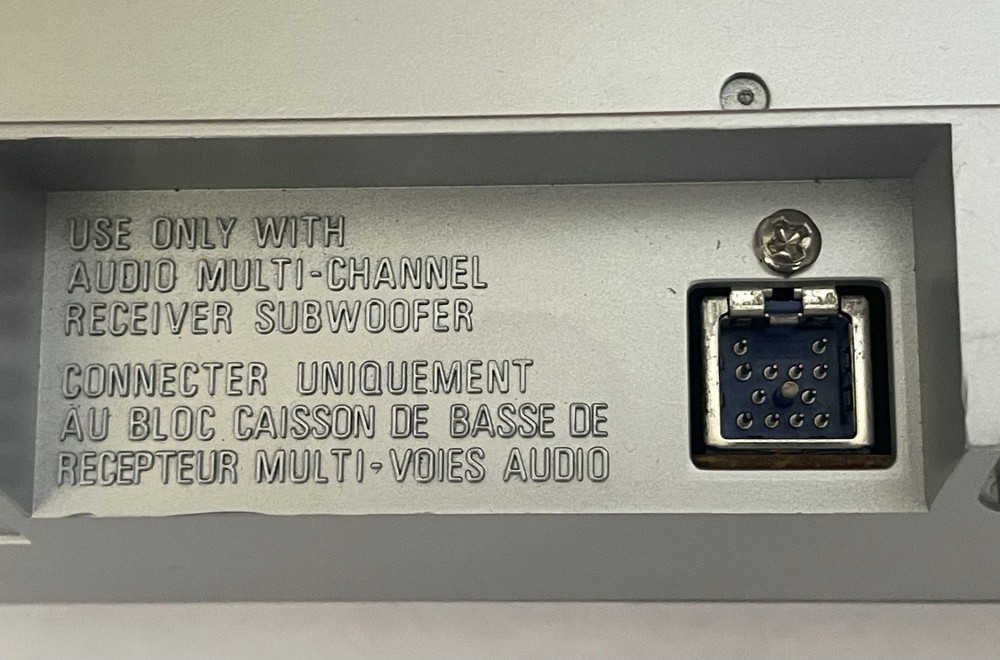 USE ONLY WITH
AUDIO MULTI-CHANNEL
RECEIVER SUBWOOFER
CONNECTER UNIQUEMENT
AU BLOC CAISSON DE BASSE DE
RECEPTEUR MULTI-VOIES AUDIO